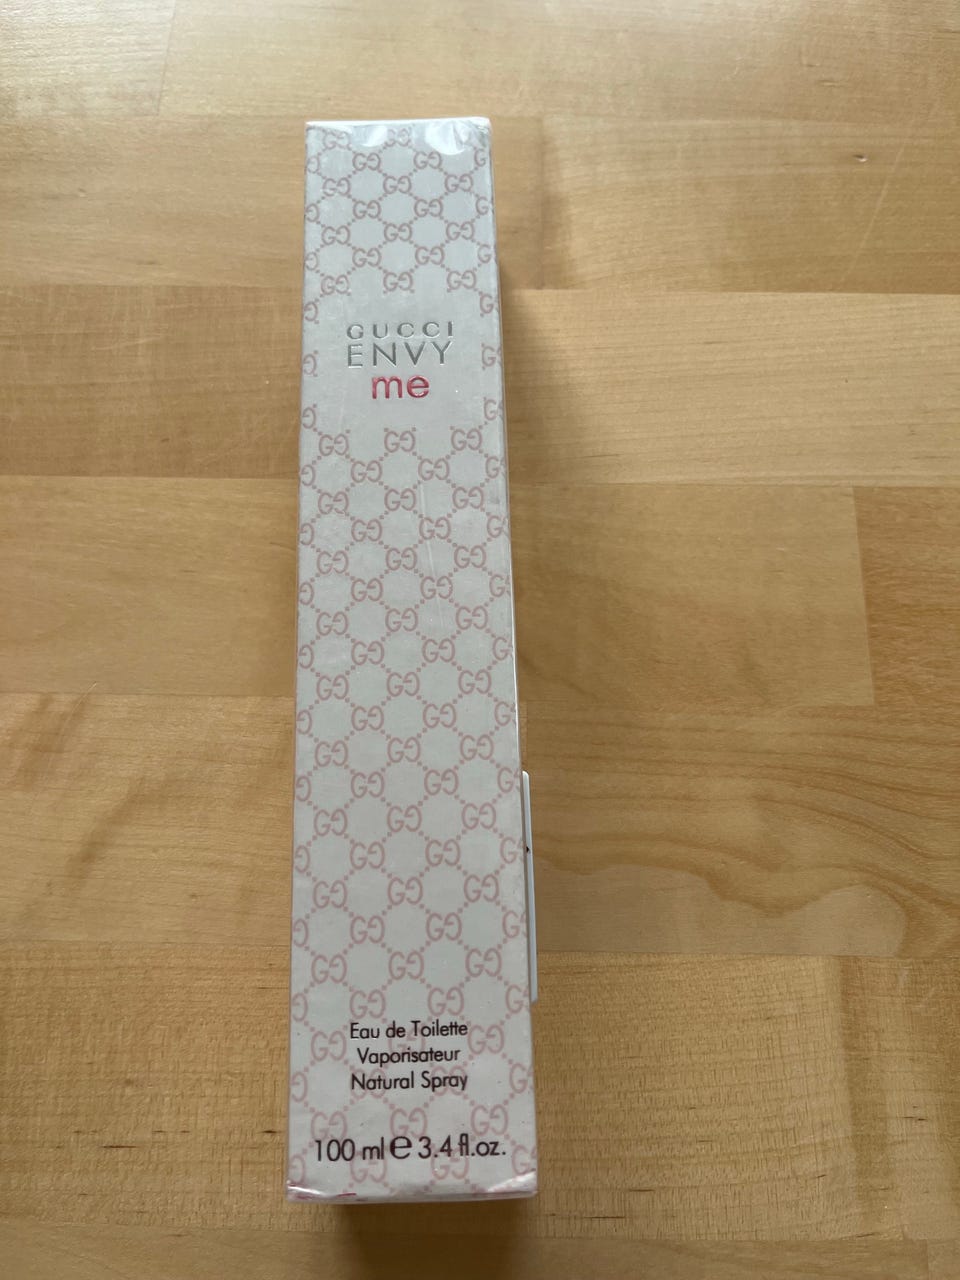 GUCCI
ENVY
me
Eau de Toilette
Vaporisateur
Natural Spray
100 ml ℮ 3.4 fl.oz.